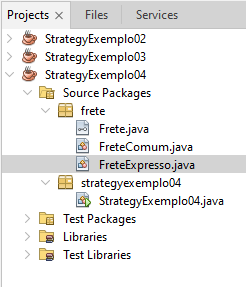 Projects Files Services
StrategyExemplo02
StrategyExemplo03
StrategyExemplo04
Source Packages
frete
Frete.java
FreteComum.java
FreteExpresso.java
strategyexemplo04
StrategyExemplo04.java
Test Packages
Libraries
Test Libraries